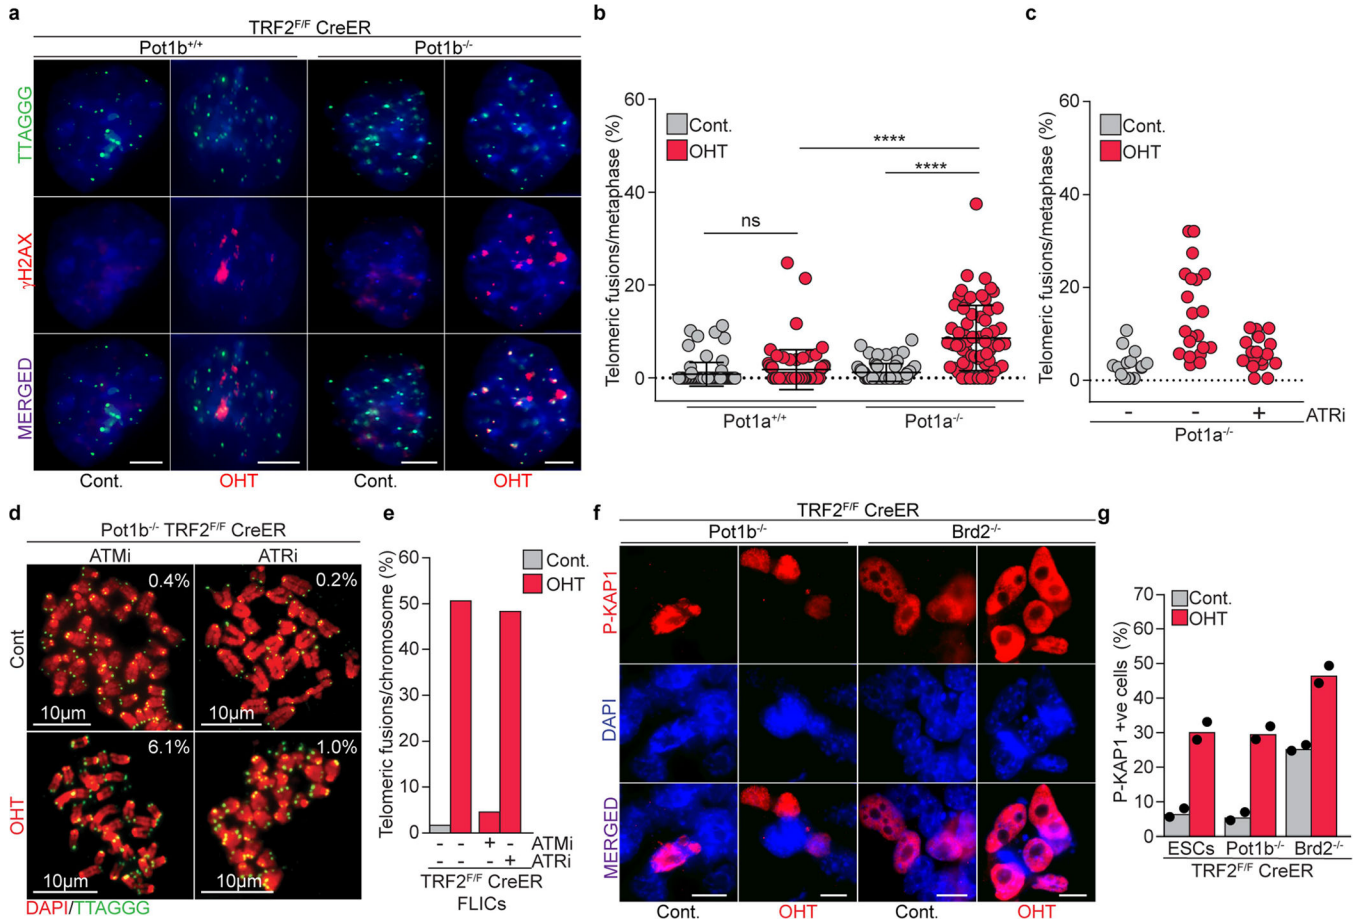 a
TRF2F/F CreER
Pot1b+/+ Pot1b-/-
TTAGGG
γH2AX
MERGED
Cont. OHT Cont. OHT
b
Telomeric fusions/metaphase (%)
60
40
20
0
Cont.
OHT
ns
****
****
Pot1a+/+ Pot1a-/-
c
Telomeric fusions/metaphase (%)
60
40
20
0
Cont.
OHT
- - + ATRi
Pot1a-/-
d
Pot1b-/- TRF2F/F CreER
ATMi ATRi
Cont
0.4% 0.2%
10μm 10μm
OHT
6.1% 1.0%
10μm 10μm
DAPI/TTAGGG
e
Telomeric fusions/chromosome (%)
60
50
40
30
20
10
0
Cont.
OHT
- - + - ATMi
- - - + ATRi
TRF2F/F CreER
FLICs
f
TRF2F/F CreER
Pot1b-/- Brd2-/-
P-KAP1
DAPI
MERGED
Cont. OHT Cont. OHT
g
P-KAP1 +ve cells (%)
70
60
50
40
30
20
10
0
Cont.
OHT
ESCs Pot1b-/- Brd2-/-
TRF2F/F CreER